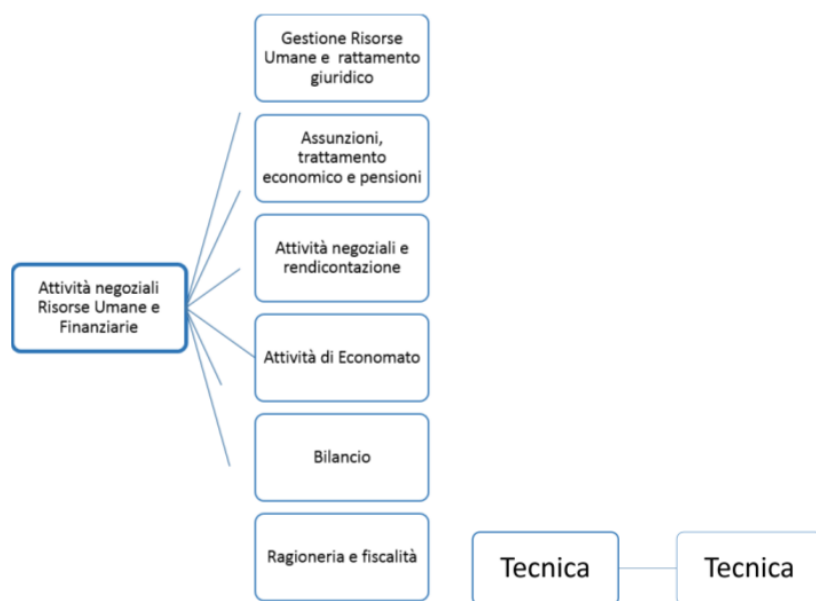 Gestione Risorse
Umane e rattamento
giuridico
Assunzioni,
trattamento
economico e pensioni
Attività negoziali e
rendicontazione
Attività negoziali
Risorse Umane e
Finanziarie
Attività di Economato
Bilancio
Ragioneria e fiscalità
Tecnica
Tecnica